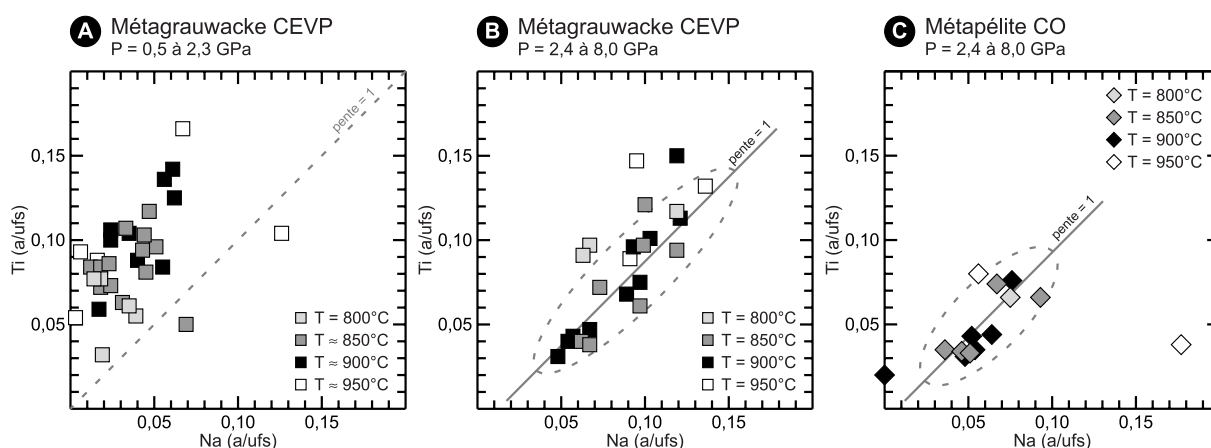 A Métagrauwacke CEVP
P = 0,5 à 2,3 GPa
pente = 1
0,15
0,10
0,05
Ti (a/ufs)
T = 800°C
T ≈ 850°C
T ≈ 900°C
T ≈ 950°C
0,05 0,10 0,15
Na (a/ufs)
B Métagrauwacke CEVP
P = 2,4 à 8,0 GPa
pente = 1
0,15
0,10
0,05
Ti (a/ufs)
T = 800°C
T = 850°C
T = 900°C
T = 950°C
0,05 0,10 0,15
Na (a/ufs)
C Métapélite CO
P = 2,4 à 8,0 GPa
T = 800°C
T = 850°C
T = 900°C
T = 950°C
pente = 1
0,15
0,10
0,05
Ti (a/ufs)
0,05 0,10 0,15
Na (a/ufs)